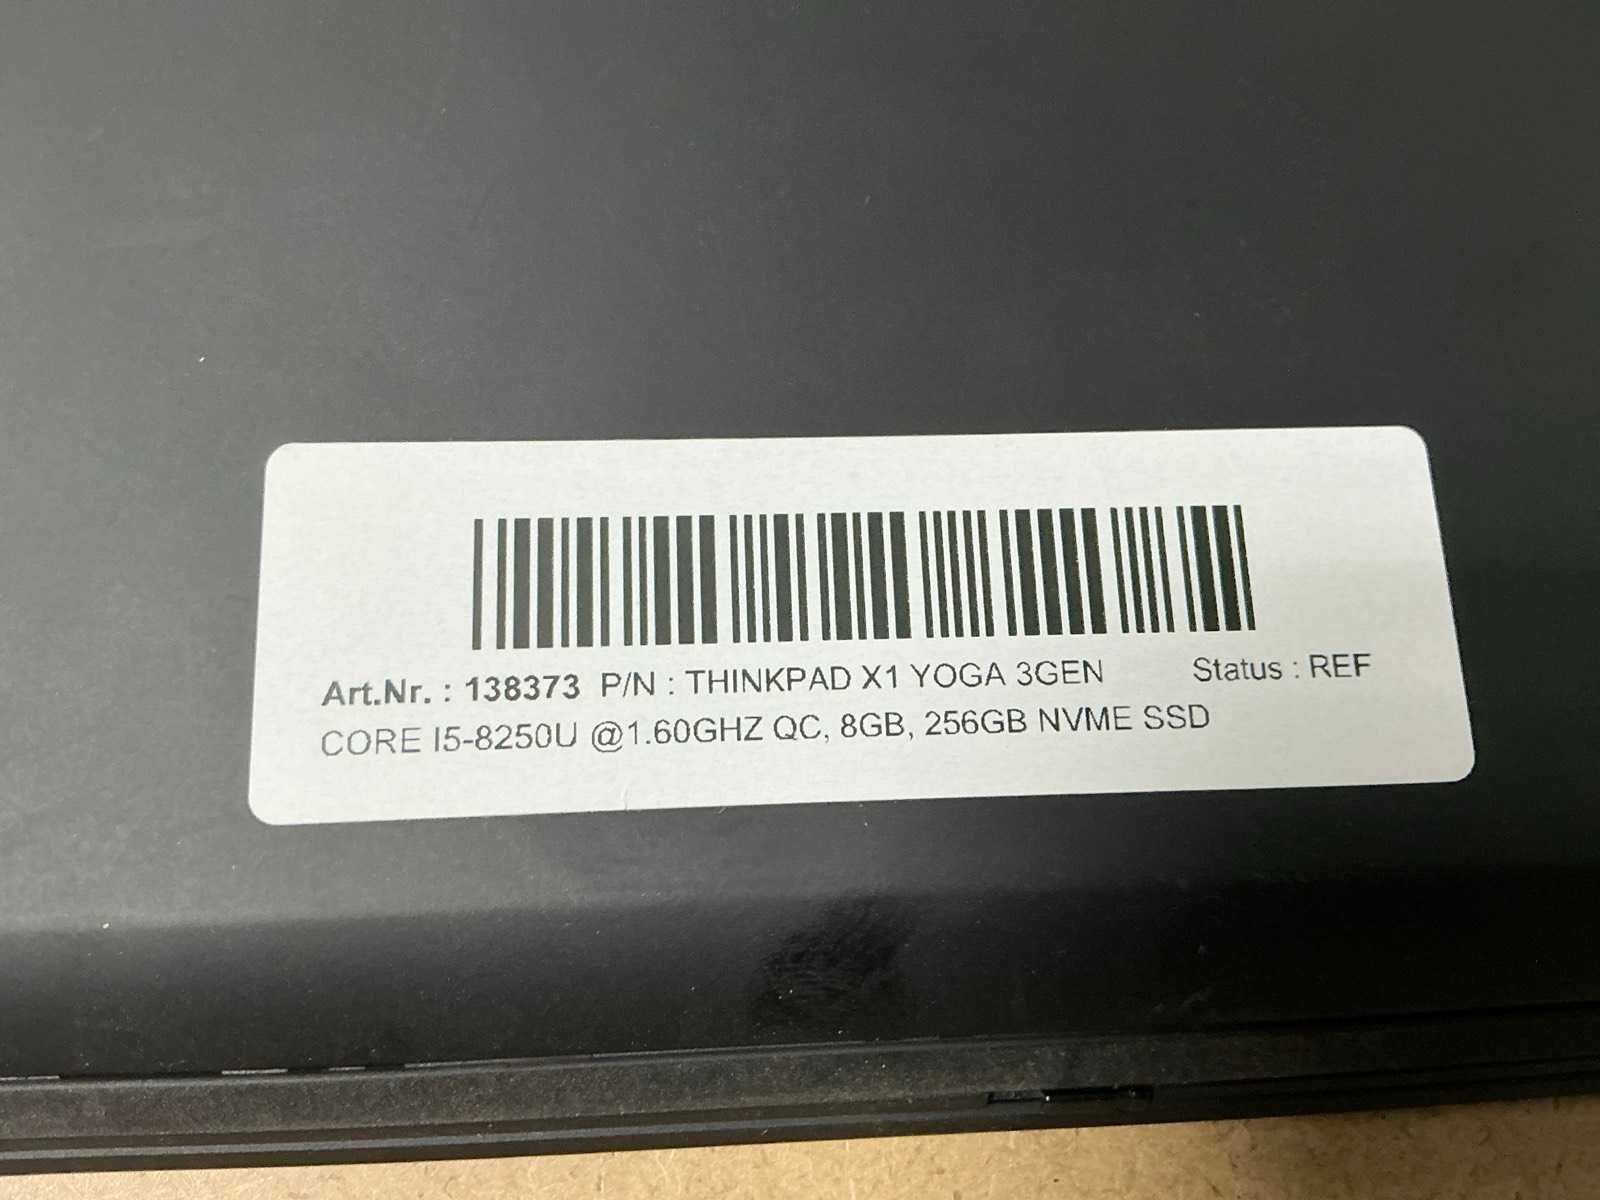 Art.Nr. : 138373 P/N : THINKPAD X1 YOGA 3GEN Status : REF
CORE I5-8250U @1.60GHZ QC, 8GB, 256GB NVME SSD